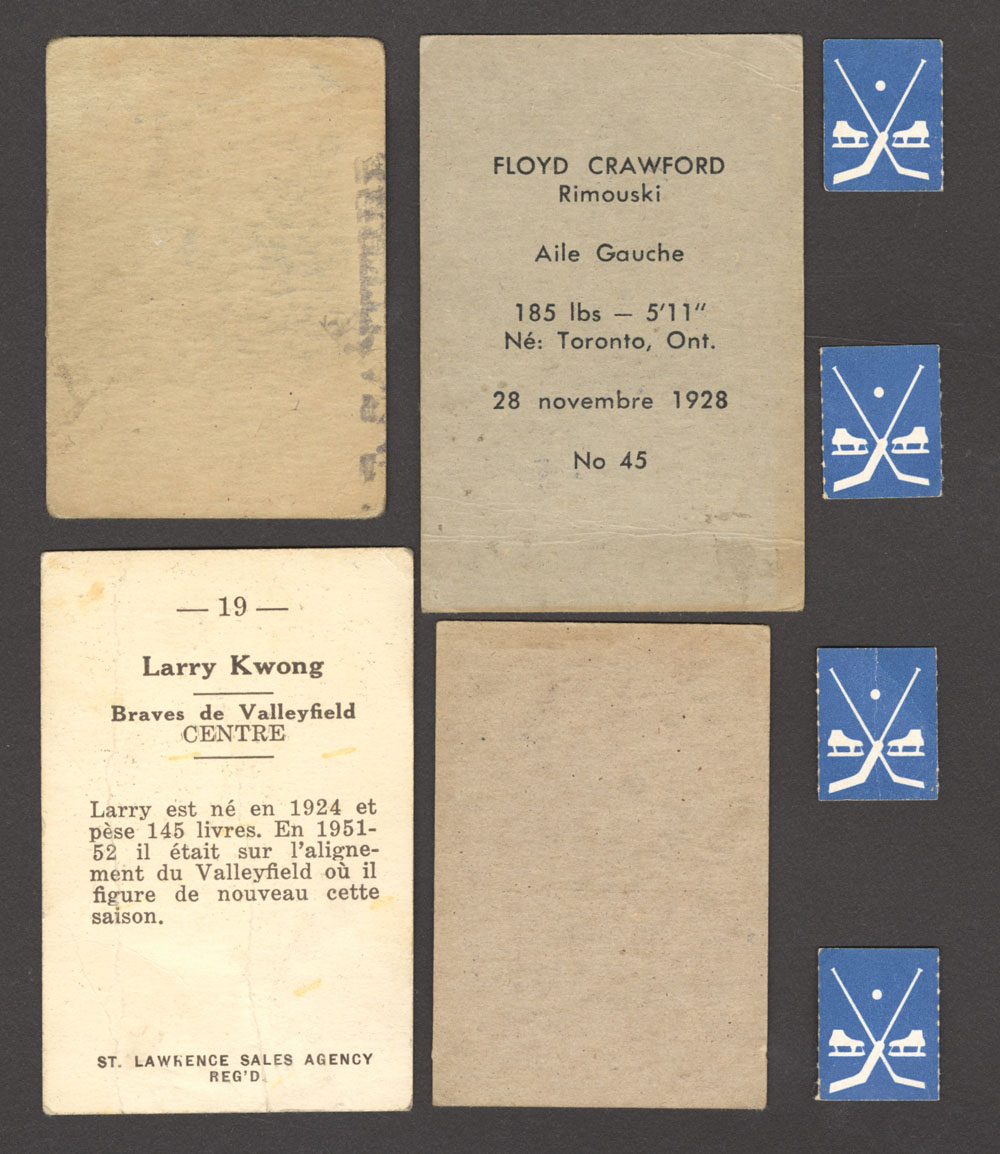 FLOYD CRAWFORD
Rimouski
Aile Gauche
185 lbs — 5'11"
Né: Toronto, Ont.
28 novembre 1928
No 45
— 19 —
Larry Kwong
Braves de Valleyfield
CENTRE
Larry est né en 1924 et
pèse 145 livres. En 1951-
52 il était sur l'aligne-
ment du Valleyfield où il
figure de nouveau cette
saison.
ST. LAWRENCE SALES AGENCY
REG'D.